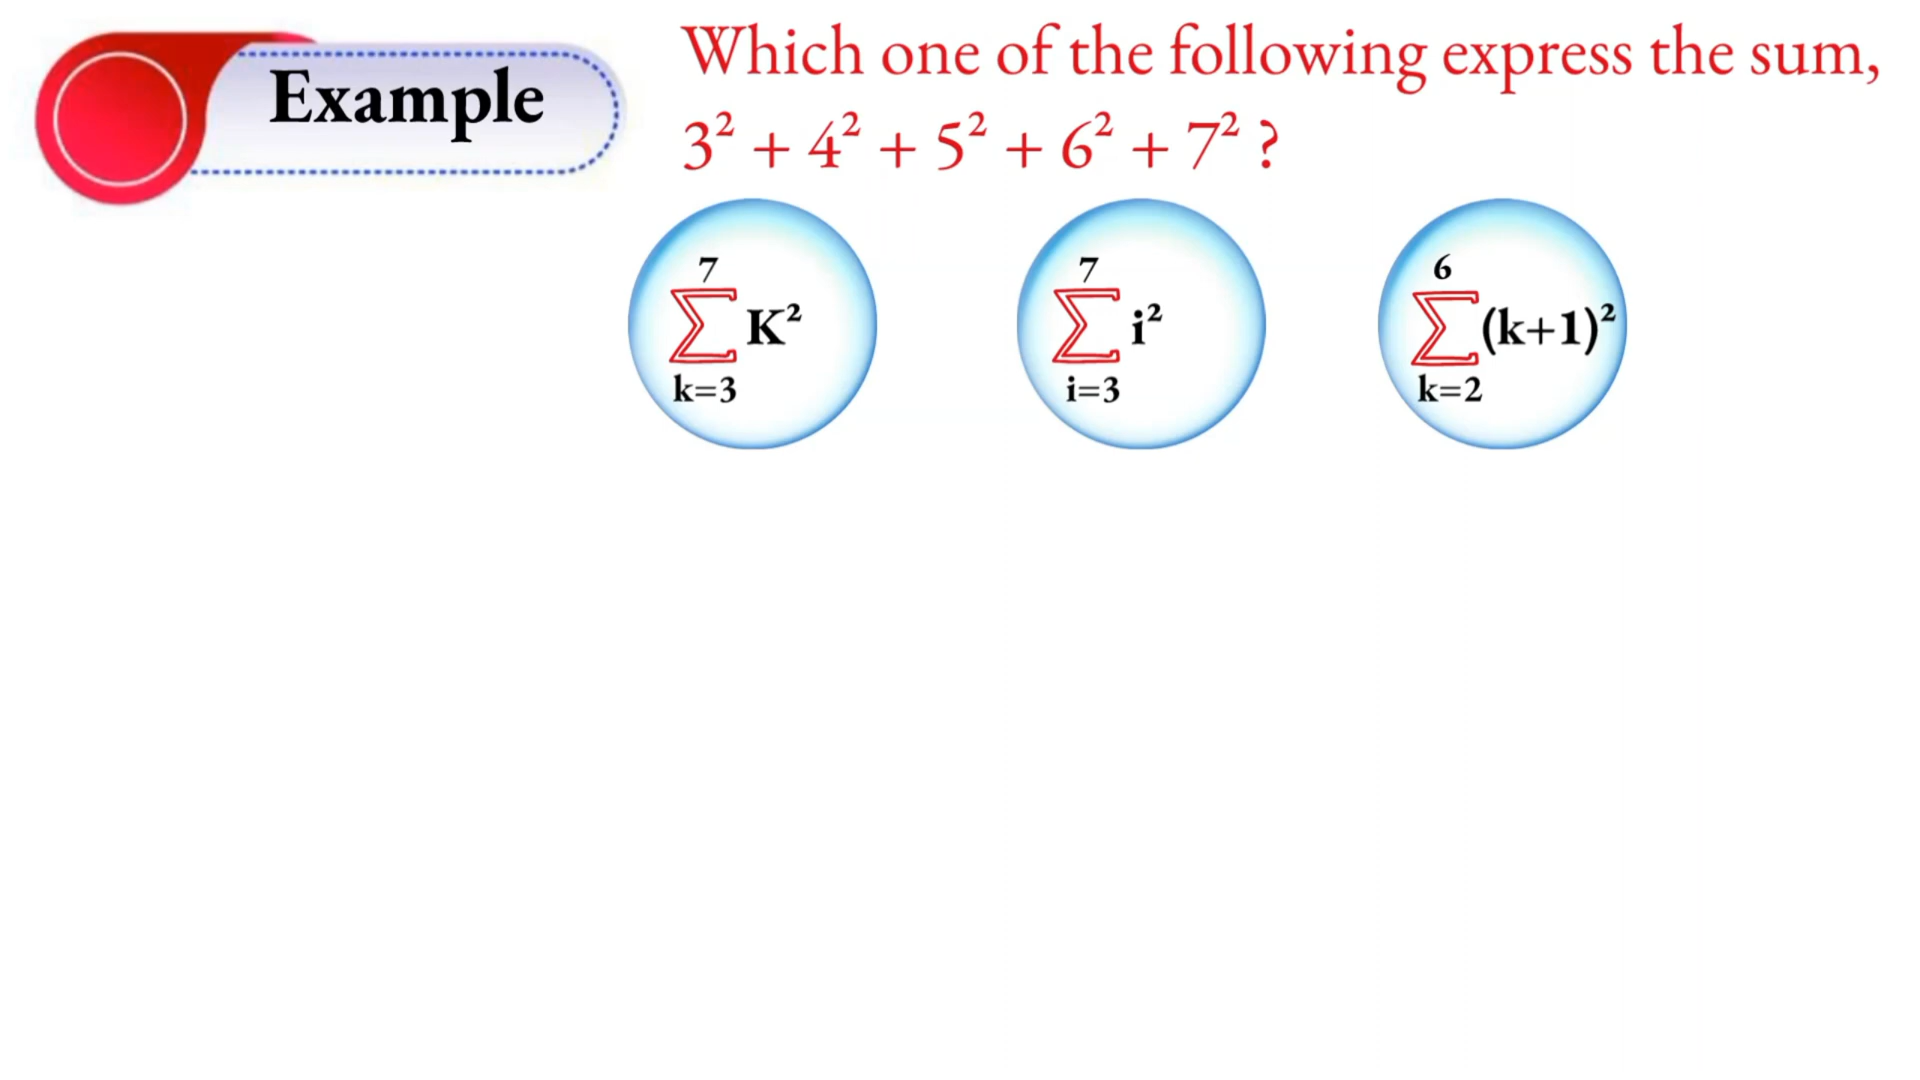 Example
Which one of the following express the sum,
3² + 4² + 5² + 6² + 7² ?
7
∑ K²
k=3
7
∑ i²
i=3
6
∑ (k+1)²
k=2